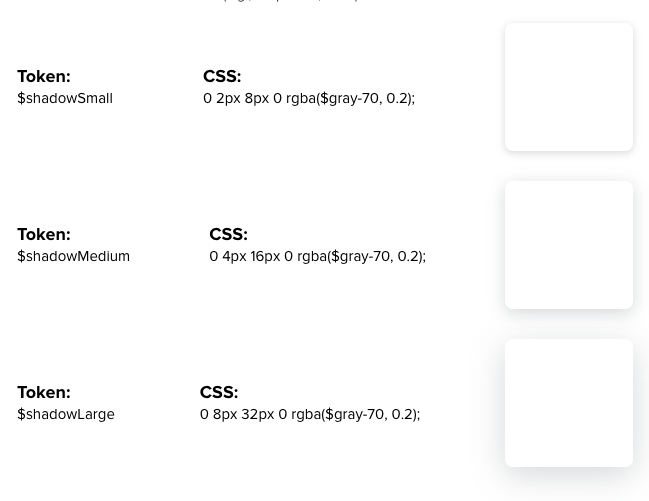 Token:
$shadowSmall
CSS:
0 2px 8px 0 rgba($gray-70, 0.2);
Token:
$shadowMedium
CSS:
0 4px 16px 0 rgba($gray-70, 0.2);
Token:
$shadowLarge
CSS:
0 8px 32px 0 rgba($gray-70, 0.2);